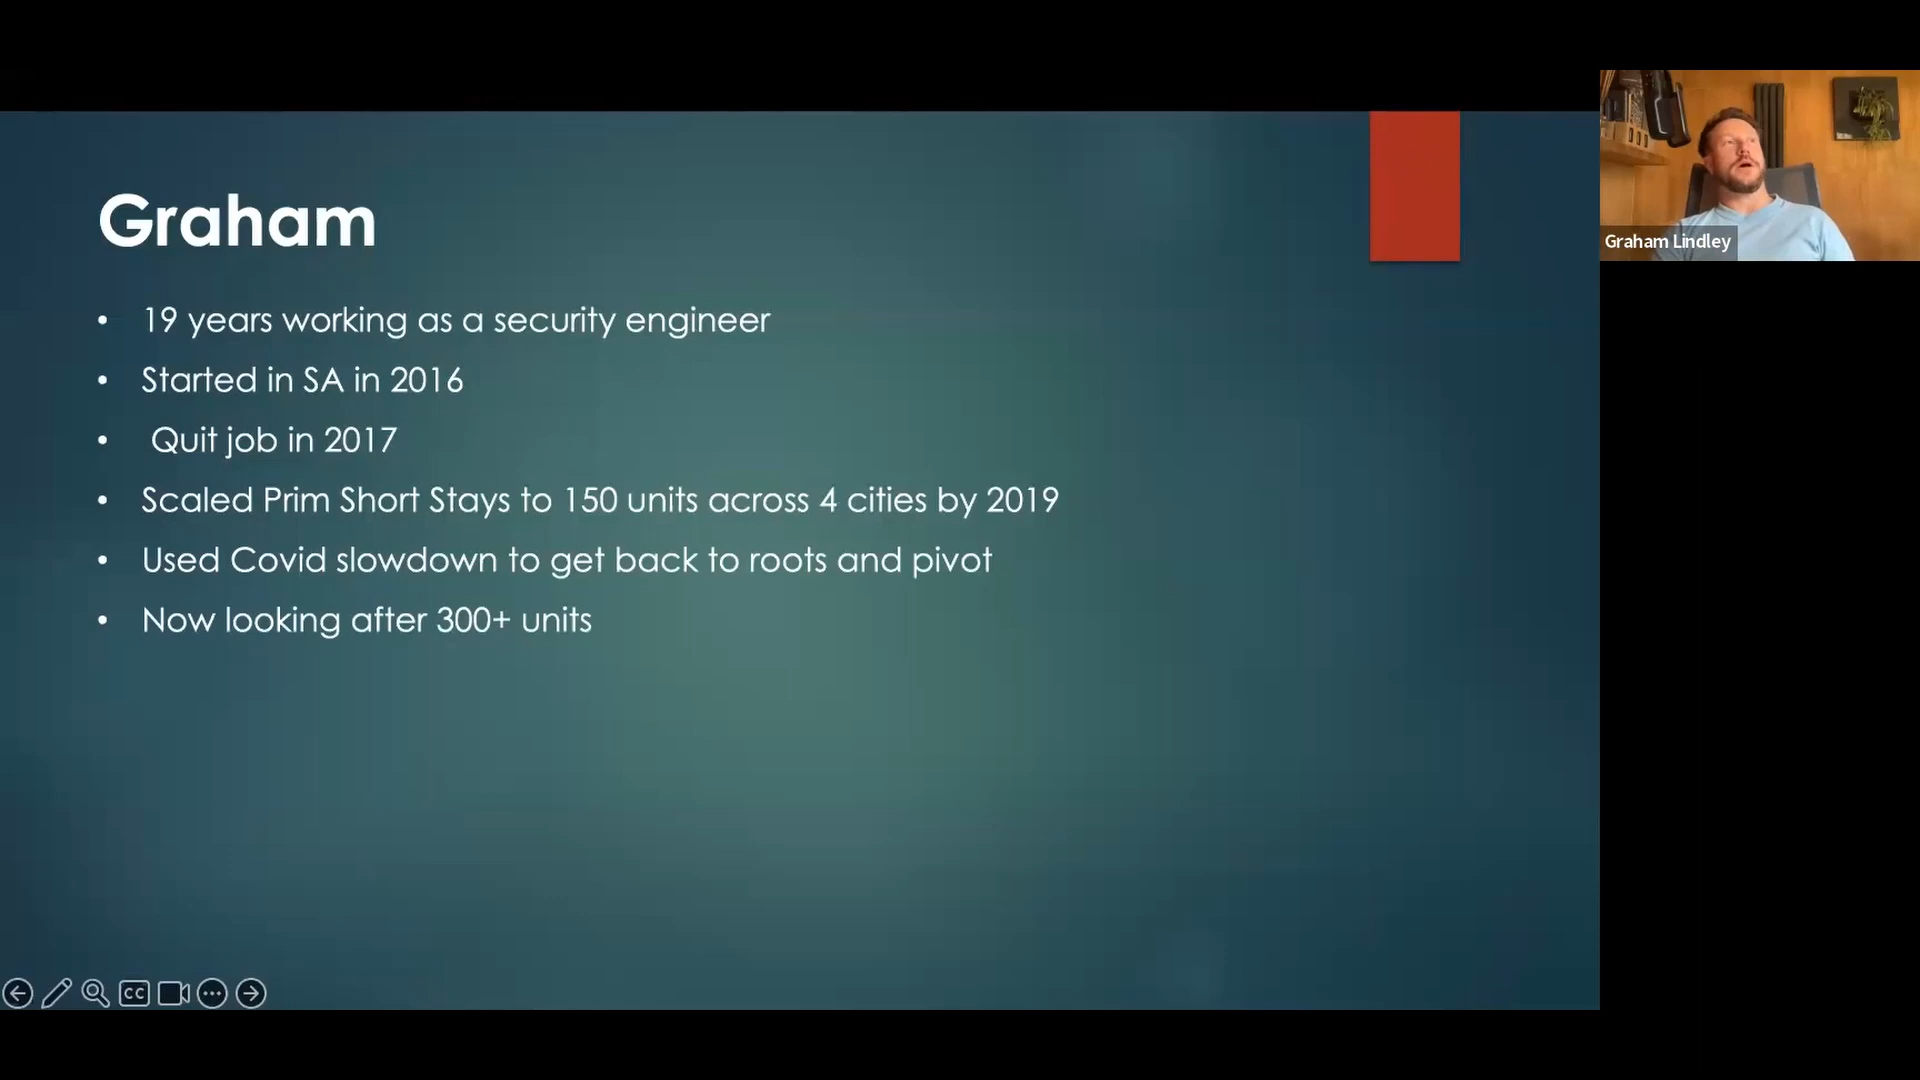 Graham
• 19 years working as a security engineer
• Started in SA in 2016
• Quit job in 2017
• Scaled Prim Short Stays to 150 units across 4 cities by 2019
• Used Covid slowdown to get back to roots and pivot
• Now looking after 300+ units
Graham Lindley
CC